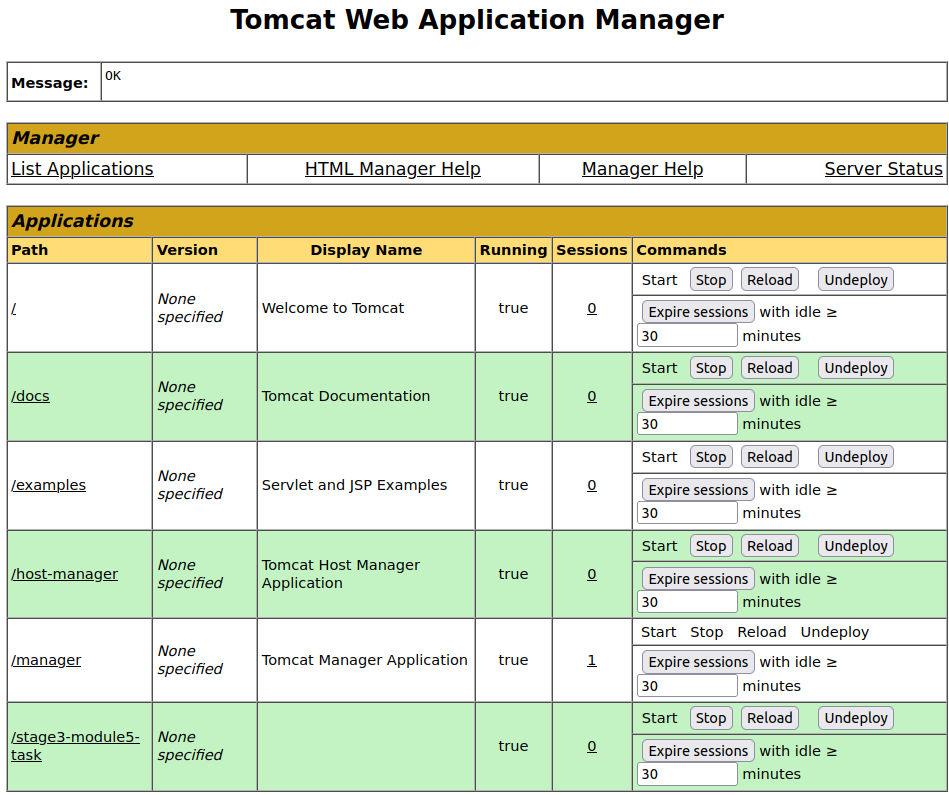 Tomcat Web Application Manager
Message: OK
Manager
List Applications HTML Manager Help Manager Help Server Status
Applications
Path Version Display Name Running Sessions Commands
/ None specified Welcome to Tomcat true 0 Start Stop Reload Undeploy
Expire sessions with idle ≥
30 minutes
/docs None specified Tomcat Documentation true 0 Start Stop Reload Undeploy
Expire sessions with idle ≥
30 minutes
/examples None specified Servlet and JSP Examples true 0 Start Stop Reload Undeploy
Expire sessions with idle ≥
30 minutes
/host-manager None specified Tomcat Host Manager Application true 0 Start Stop Reload Undeploy
Expire sessions with idle ≥
30 minutes
/manager None specified Tomcat Manager Application true 1 Start Stop Reload Undeploy
Expire sessions with idle ≥
30 minutes
/stage3-module5-task None specified true 0 Start Stop Reload Undeploy
Expire sessions with idle ≥
30 minutes